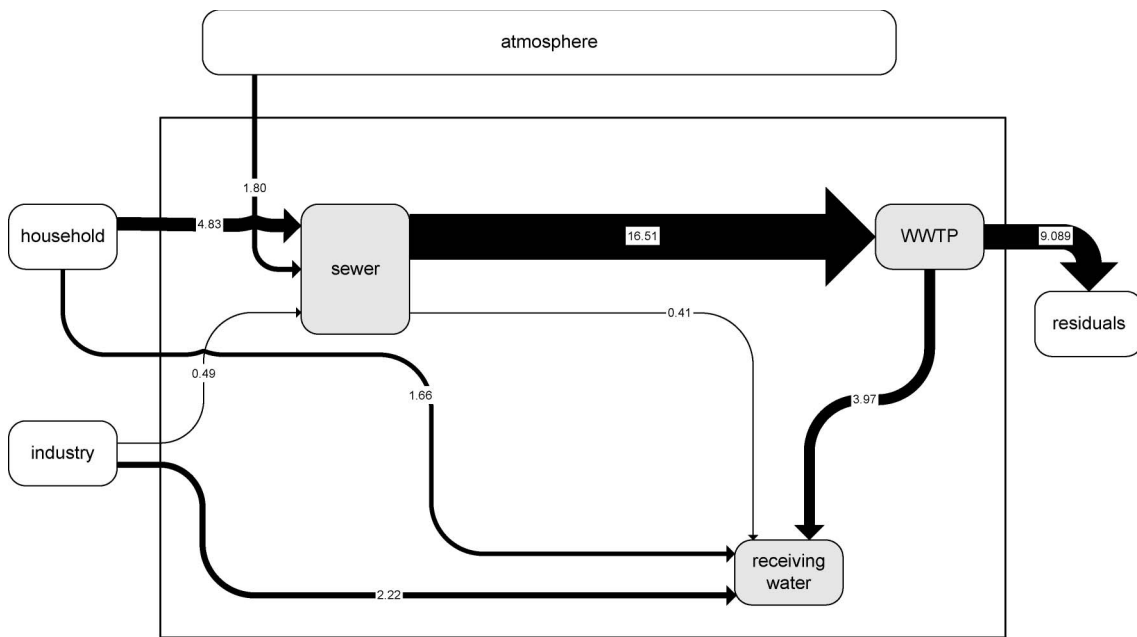 atmosphere
1.80
household
4.83
sewer
16.51
WWTP
9.089
residuals
0.41
0.49
1.66
3.97
industry
2.22
receiving
water